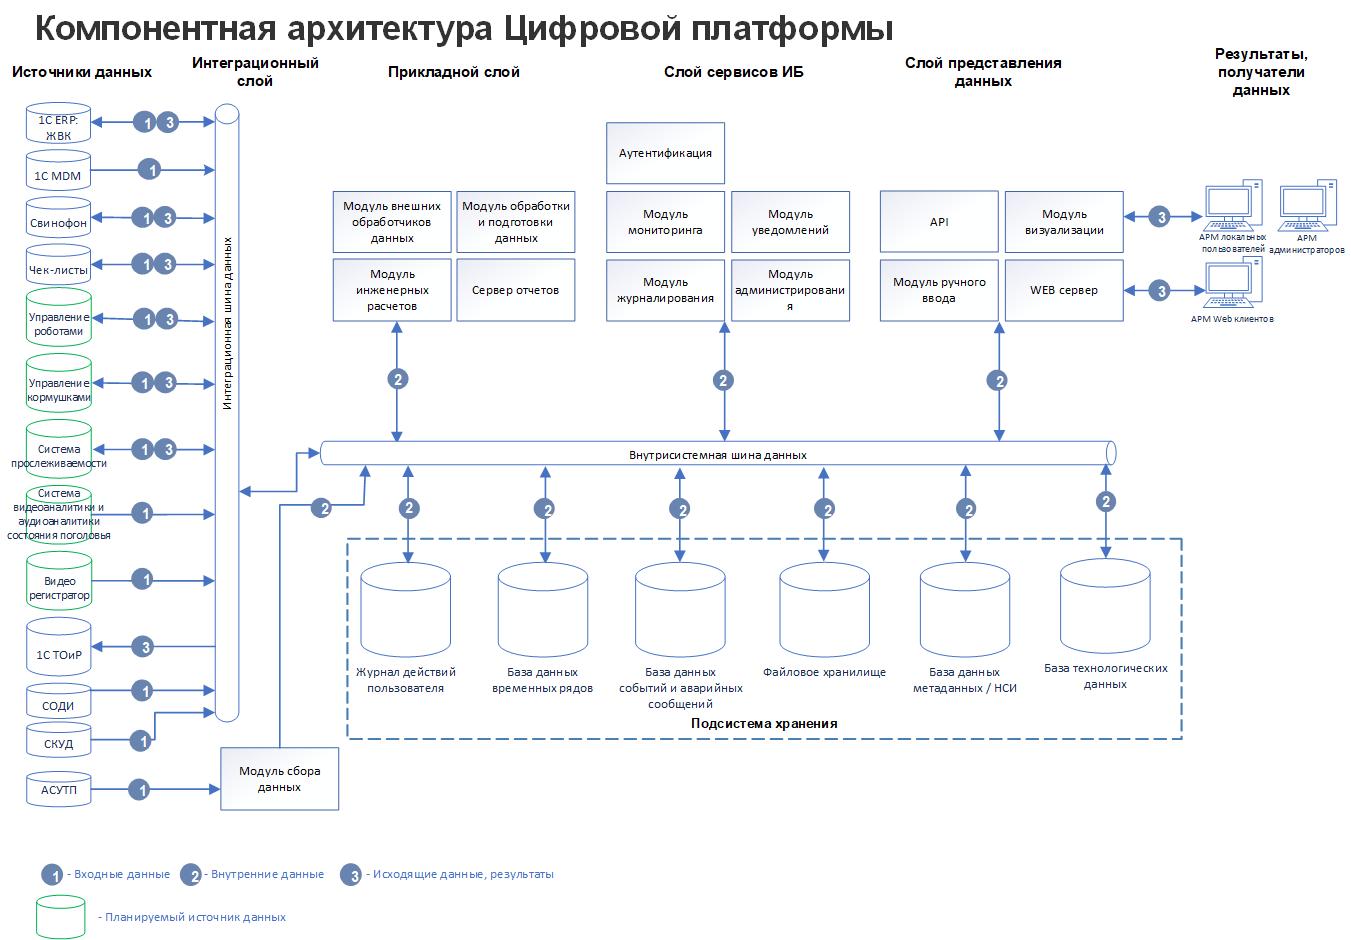 Компонентная архитектура Цифровой платформы
Источники данных
Интеграционный
слой
Прикладной слой
Слой сервисов ИБ
Слой представления
данных
Результаты,
получатели
данных
1С ERP:
ЖВК
1
3
1С MDM
1
Свинофон
1
3
Чек-листы
1
3
Управление
роботами
1
3
Управление
кормушками
1
3
Система
прослеживаемости
1
3
Система
видеоаналитики и
аудиоаналитики
состояния поголовья
1
Видео
регистратор
1
1С ТОиР
3
СОДИ
1
СКУД
1
АСУТП
1
Интеграционная шина данных
Модуль сбора
данных
2
Модуль внешних
обработчиков
данных
Модуль обработки
и подготовки
данных
Модуль
инженерных
расчетов
Сервер отчетов
2
Аутентификация
Модуль
мониторинга
Модуль
уведомлений
Модуль
журналирования
Модуль
администрировани
я
2
API
Модуль
визуализации
Модуль ручного
ввода
WEB сервер
2
3
3
АРМ локальных
пользователей
АРМ
администраторов
АРМ Web клиентов
Внутрисистемная шина данных
2
2
2
2
2
2
Журнал действий
пользователя
База данных
временных рядов
База данных
событий и аварийных
сообщений
Файловое хранилище
База данных
метаданных / НСИ
База технологических
данных
Подсистема хранения
1 - Входные данные
2 - Внутренние данные
3 - Исходящие данные, результаты
- Планируемый источник данных